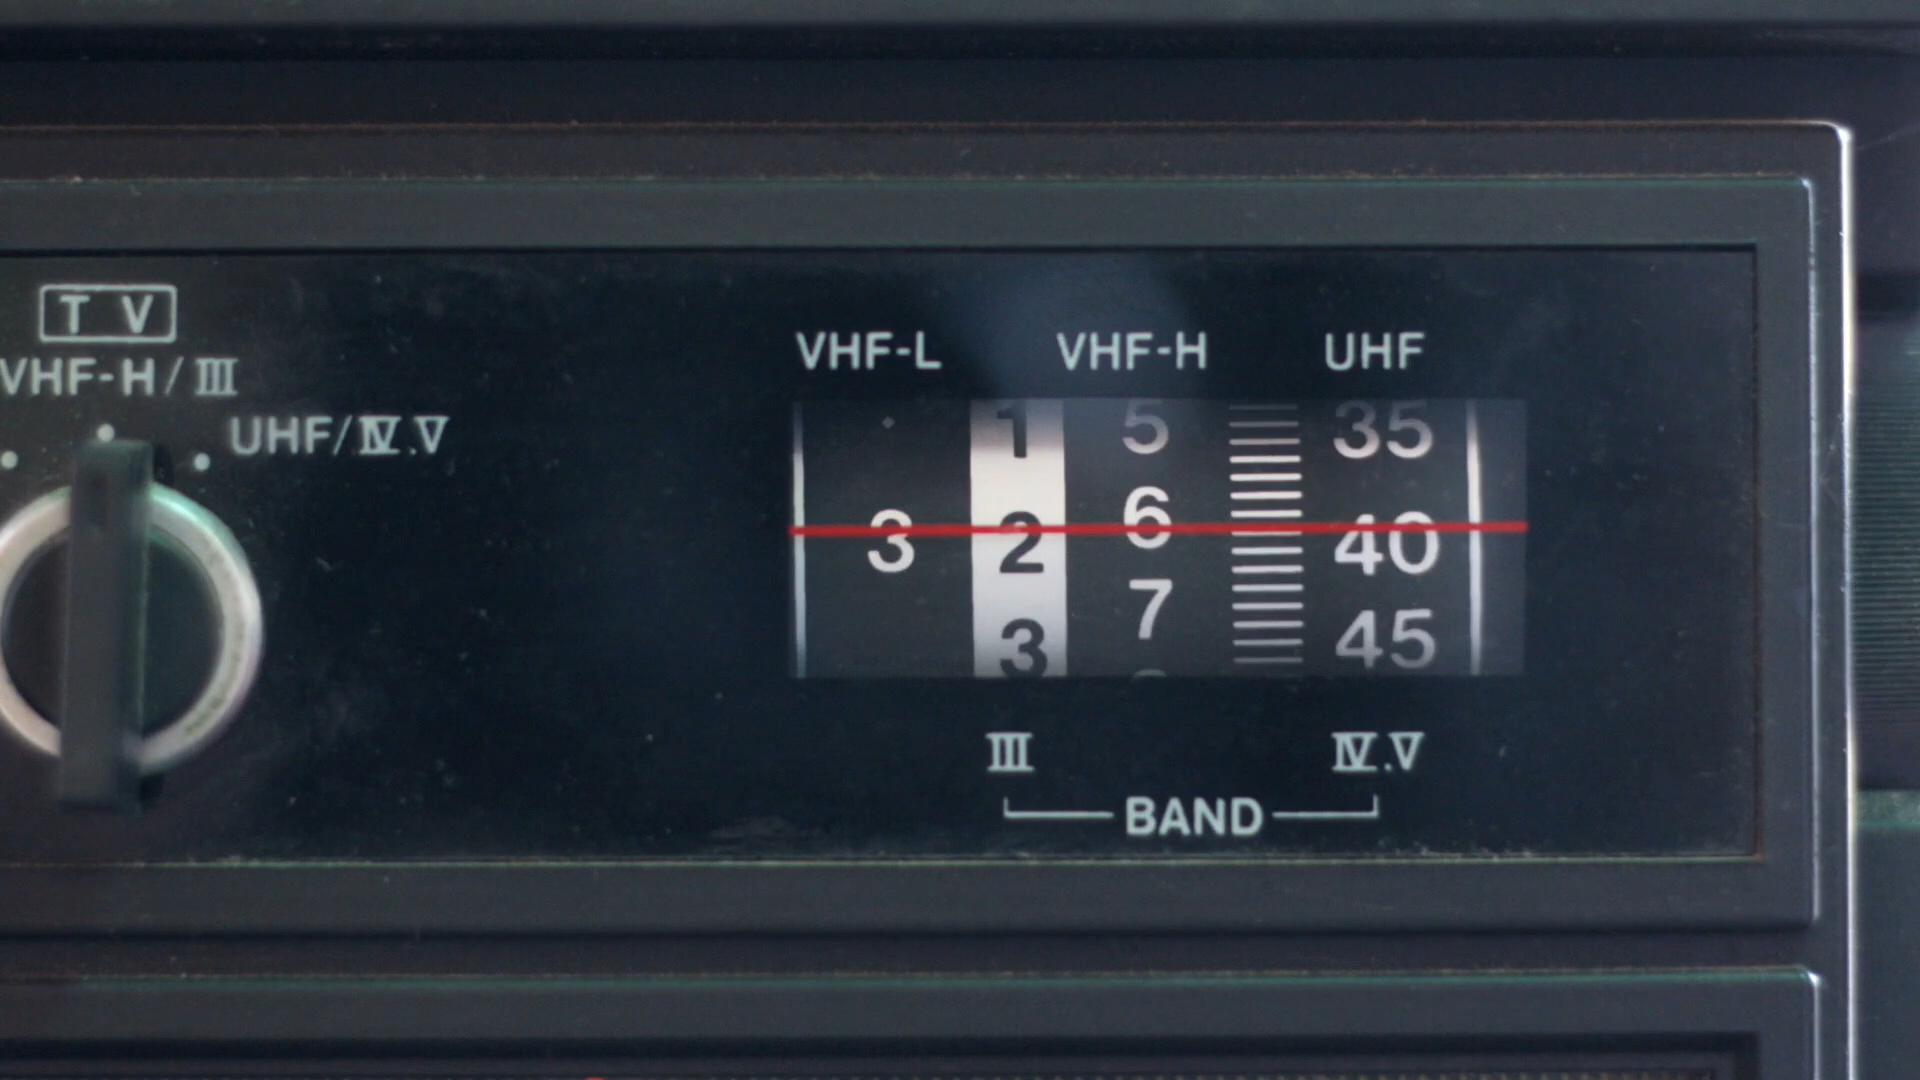 TV
VHF-H/Ⅲ
UHF/Ⅳ.Ⅴ
VHF-L VHF-H UHF
1 5 35
3 2 6 40
3 7 45
Ⅲ Ⅳ.Ⅴ
BAND